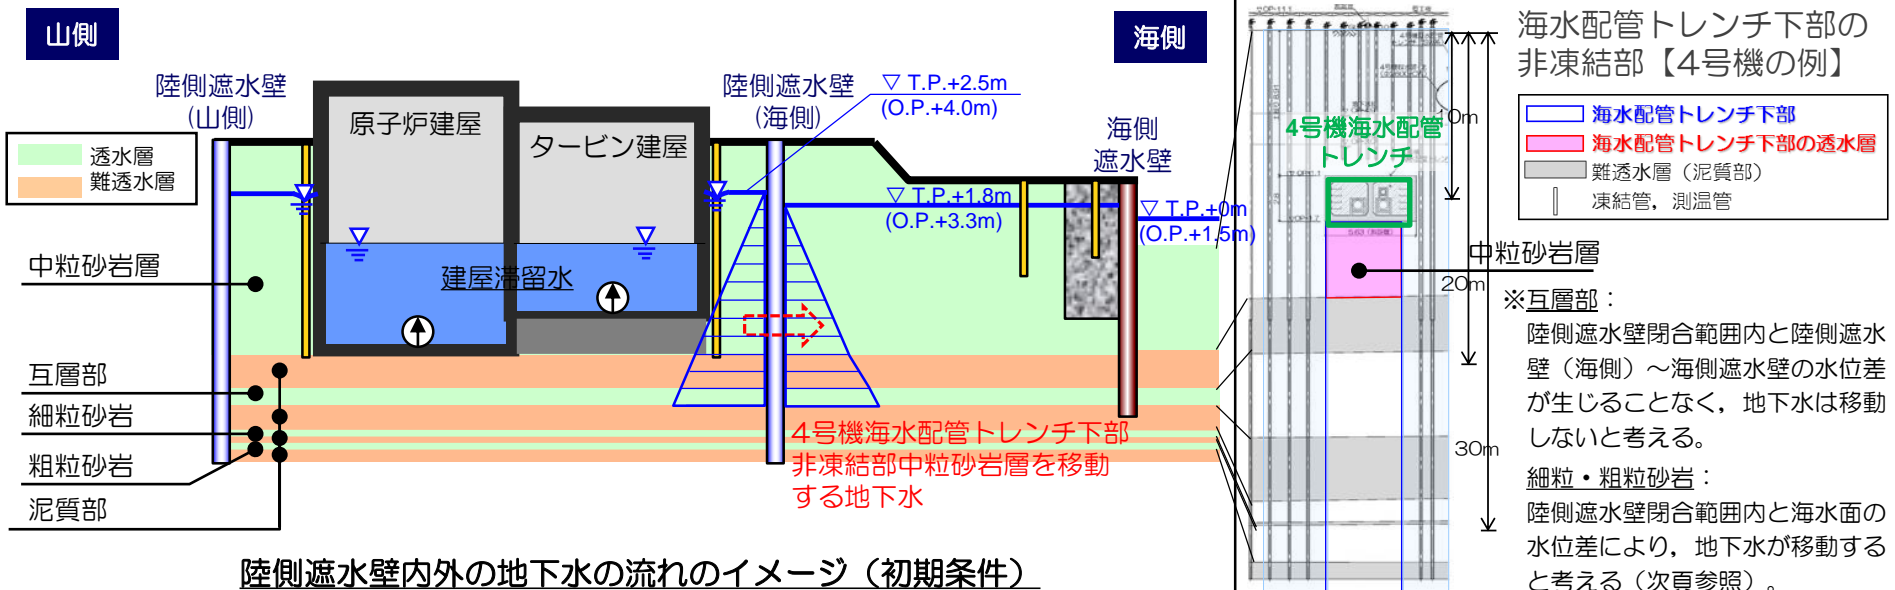 山側
海側
陸側遮水壁
(山側)
原子炉建屋
タービン建屋
陸側遮水壁
(海側)
▽ T.P.+2.5m
(O.P.+4.0m)
海側
遮水壁
透水層
難透水層
▽ T.P.+1.8m
(O.P.+3.3m)
▽ T.P.+0m
(O.P.+1.5m)
中粒砂岩層
建屋滞留水
互層部
細粒砂岩
粗粒砂岩
泥質部
4号機海水配管トレンチ下部
非凍結部中粒砂岩層を移動
する地下水
陸側遮水壁内外の地下水の流れのイメージ（初期条件）
海水配管トレンチ下部の
非凍結部【4号機の例】
海水配管トレンチ下部
海水配管トレンチ下部の透水層
難透水層（泥質部）
凍結管，測温管
4号機海水配管
トレンチ
0m
20m
30m
中粒砂岩層
※互層部：
陸側遮水壁閉合範囲内と陸側遮水
壁（海側）～海側遮水壁の水位差
が生じることなく，地下水は移動
しないと考える。
細粒・粗粒砂岩：
陸側遮水壁閉合範囲内と海水面の
水位差により，地下水が移動する
と考える（次頁参照）。